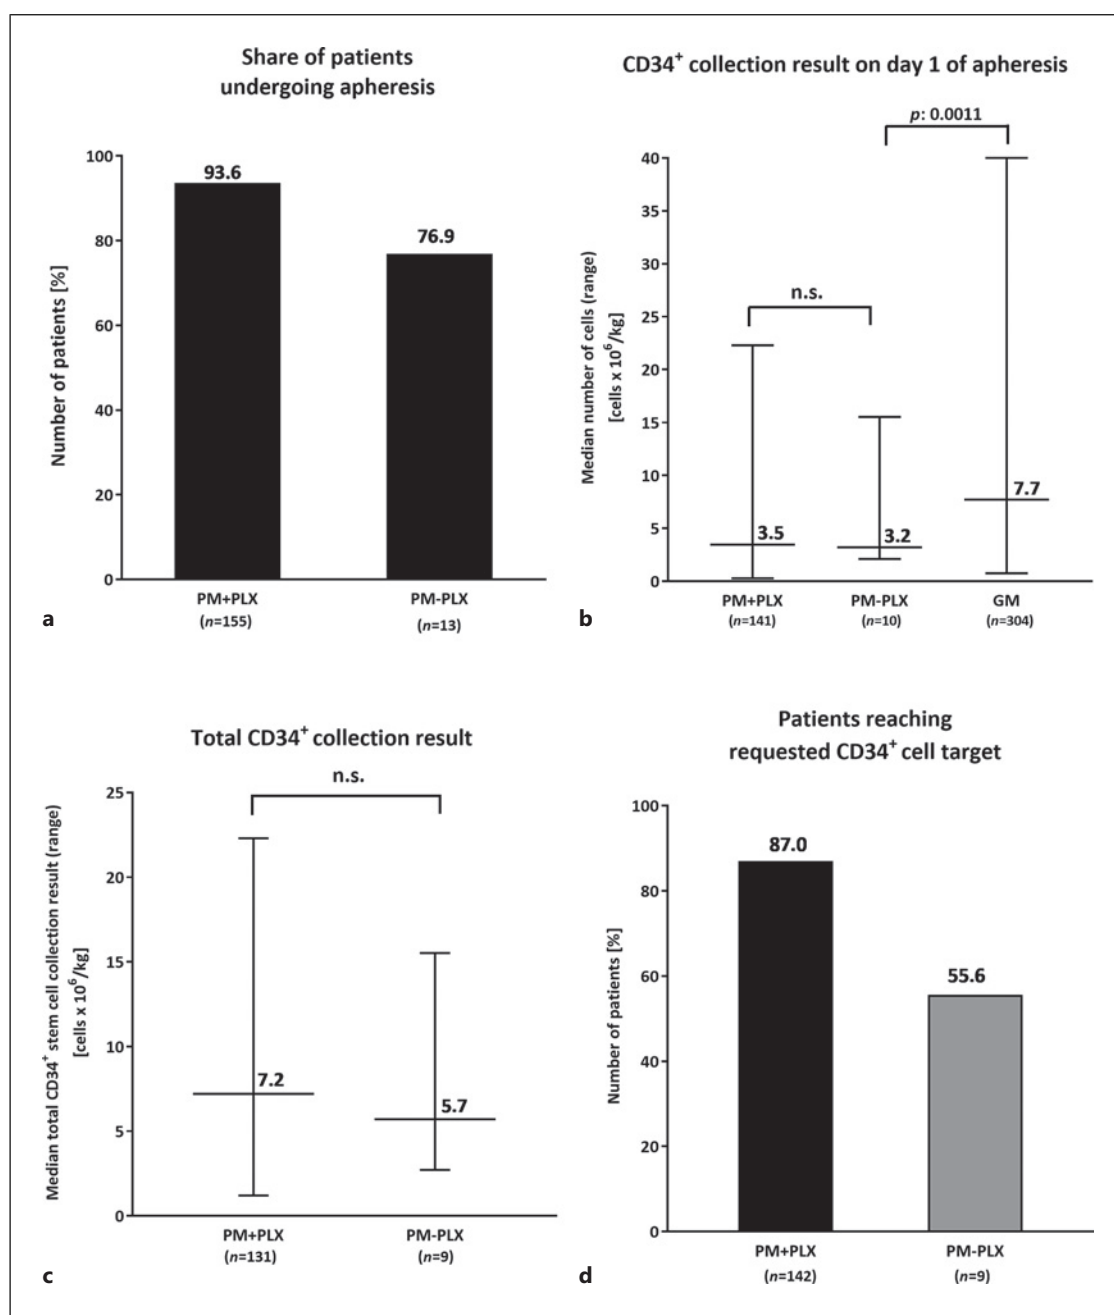 Share of patients
undergoing apheresis
Number of patients [%]
100
80
60
40
20
0
93.6
76.9
PM+PLX
(n=155)
PM-PLX
(n=13)
a
CD34+ collection result on day 1 of apheresis
p: 0.0011
n.s.
Median number of cells (range)
[cells x 10⁶/kg]
40
35
30
25
20
15
10
5
0
3.5
3.2
7.7
PM+PLX
(n=141)
PM-PLX
(n=10)
GM
(n=304)
b
Total CD34+ collection result
n.s.
Median total CD34+ stem cell collection result (range)
[cells x 10⁶/kg]
25
20
15
10
5
0
7.2
5.7
PM+PLX
(n=131)
PM-PLX
(n=9)
c
Patients reaching
requested CD34+ cell target
Number of patients [%]
100
80
60
40
20
0
87.0
55.6
PM+PLX
(n=142)
PM-PLX
(n=9)
d